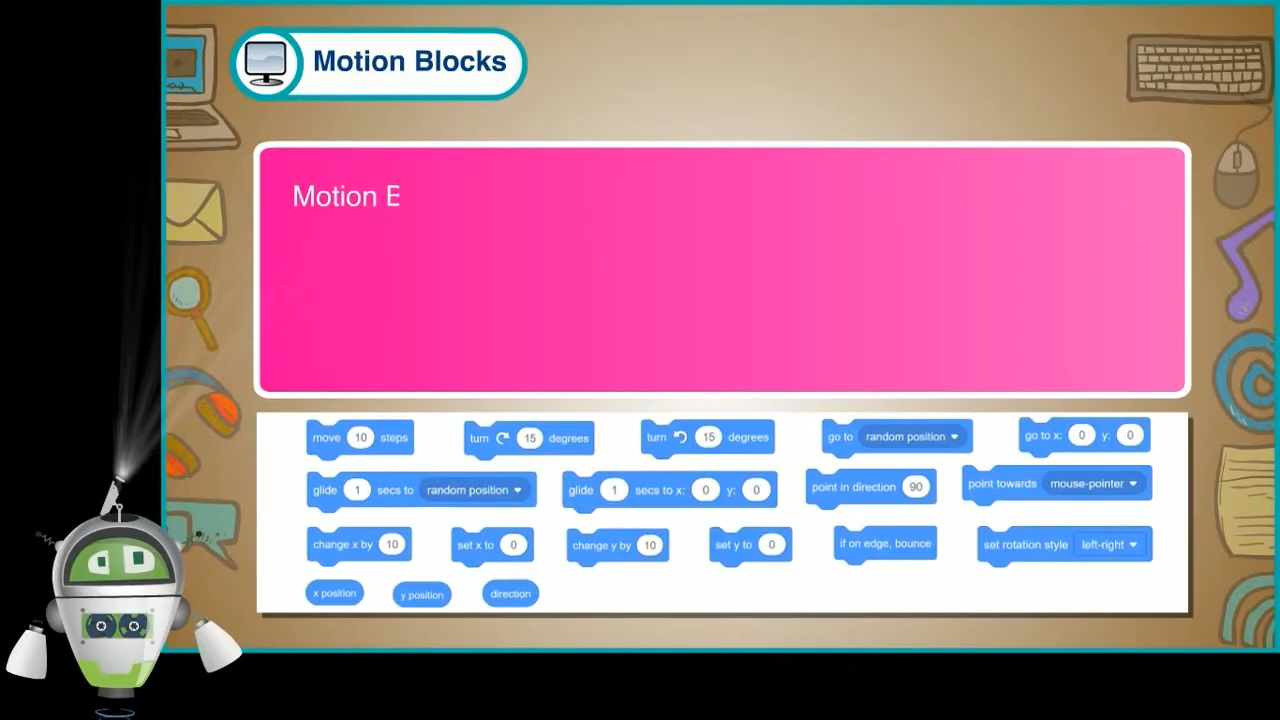 Motion Blocks
Motion E
move 10 steps turn 15 degrees turn 15 degrees go to random position go to x: 0 y: 0
glide 1 secs to random position glide 1 secs to x: 0 y: 0 point in direction 90 point towards mouse-pointer
change x by 10 set x to 0 change y by 10 set y to 0 if on edge, bounce set rotation style left-right
x position y position direction